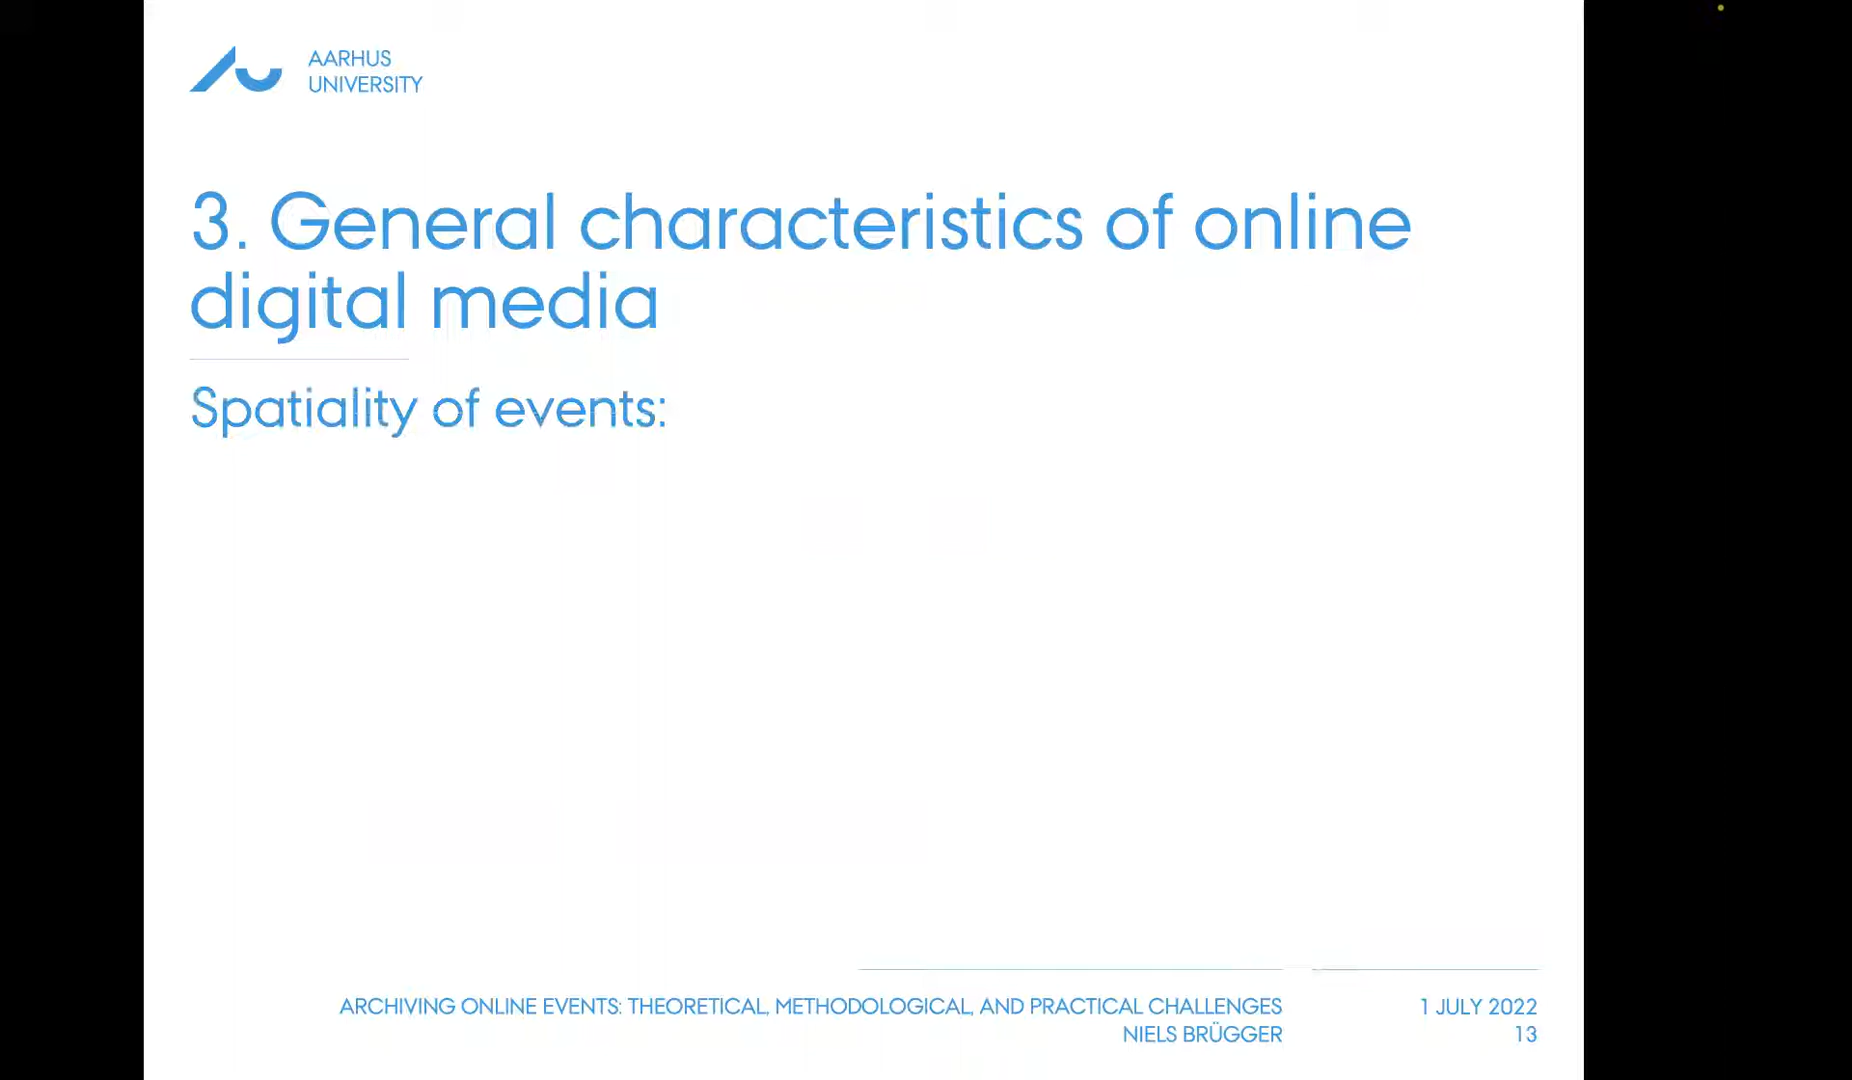 AARHUS
UNIVERSITY
3. General characteristics of online
digital media
Spatiality of events:
ARCHIVING ONLINE EVENTS: THEORETICAL, METHODOLOGICAL, AND PRACTICAL CHALLENGES
NIELS BRÜGGER
1 JULY 2022
13